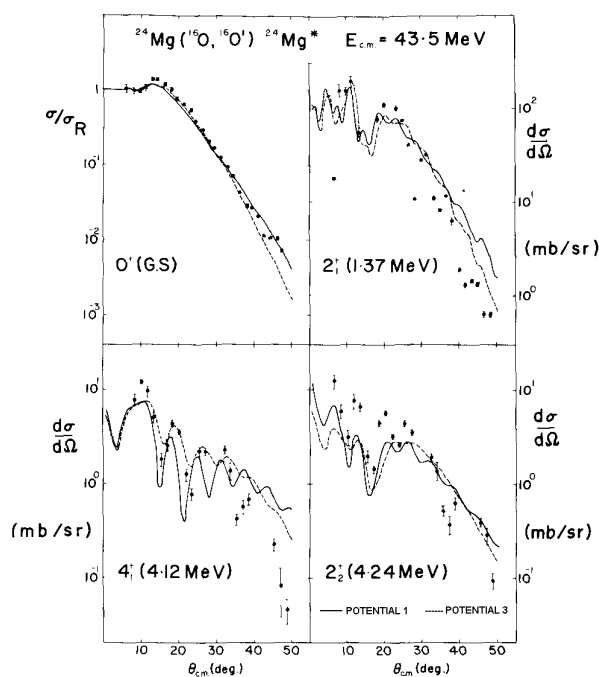 ²⁴Mg (¹⁶O, ¹⁶O') ²⁴Mg* E c.m. = 43·5 MeV
σ/σ_R
1
10⁻¹
10⁻²
10⁻³
O⁺ (G.S)
10²
dσ
dΩ
10¹
(mb/sr)
10⁰
2₁⁺ (1·37 MeV)
10¹
dσ
dΩ
10⁰
(mb/sr)
10⁻¹
4₁⁺ (4·12 MeV)
10¹
dσ
dΩ
10⁰
(mb/sr)
10⁻¹
2₂⁺ (4·24 MeV)
POTENTIAL 1 POTENTIAL 3
0 10 20 30 40 50
θ c.m. (deg.)
0 10 20 30 40 50
θ c.m. (deg.)